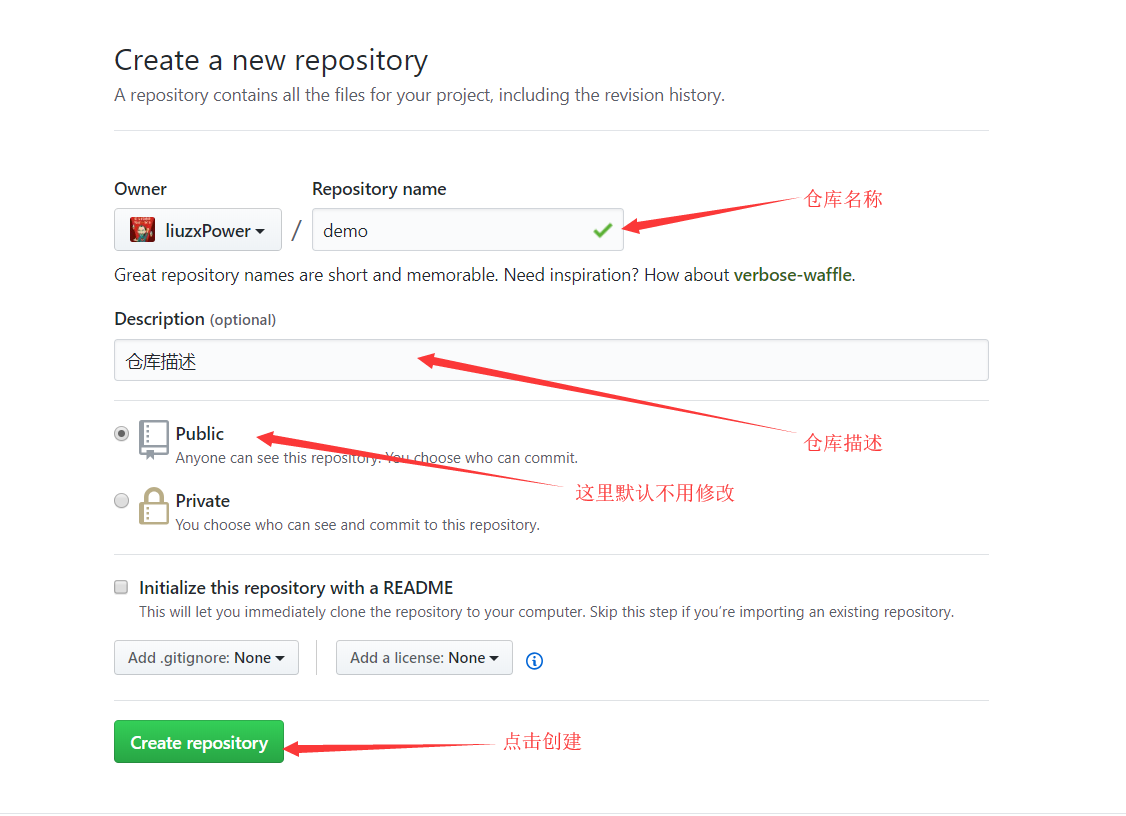 Create a new repository
A repository contains all the files for your project, including the revision history.
Owner
Repository name
仓库名称
liuzxPower
/
demo
Great repository names are short and memorable. Need inspiration? How about verbose-waffle.
Description (optional)
仓库描述
仓库描述
Public
Anyone can see this repository. You choose who can commit.
这里默认不用修改
Private
You choose who can see and commit to this repository.
Initialize this repository with a README
This will let you immediately clone the repository to your computer. Skip this step if you’re importing an existing repository.
Add .gitignore: None
Add a license: None
Create repository
点击创建